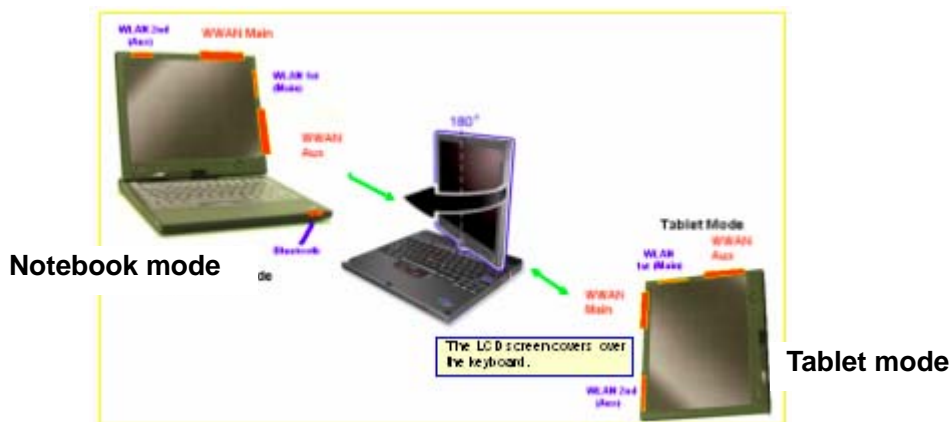 WLAN 2nd
(Aux)
WWAN Main
WLAN 1st
(Main)
WWAN
Aux
180°
Bluetooth
Notebook mode
de
Tablet Mode
WLAN
1st (Main)
WWAN
Aux
WWAN
Main
The LCD screen covers over
the keyboard.
Tablet mode
WLAN 2nd
(Aux)